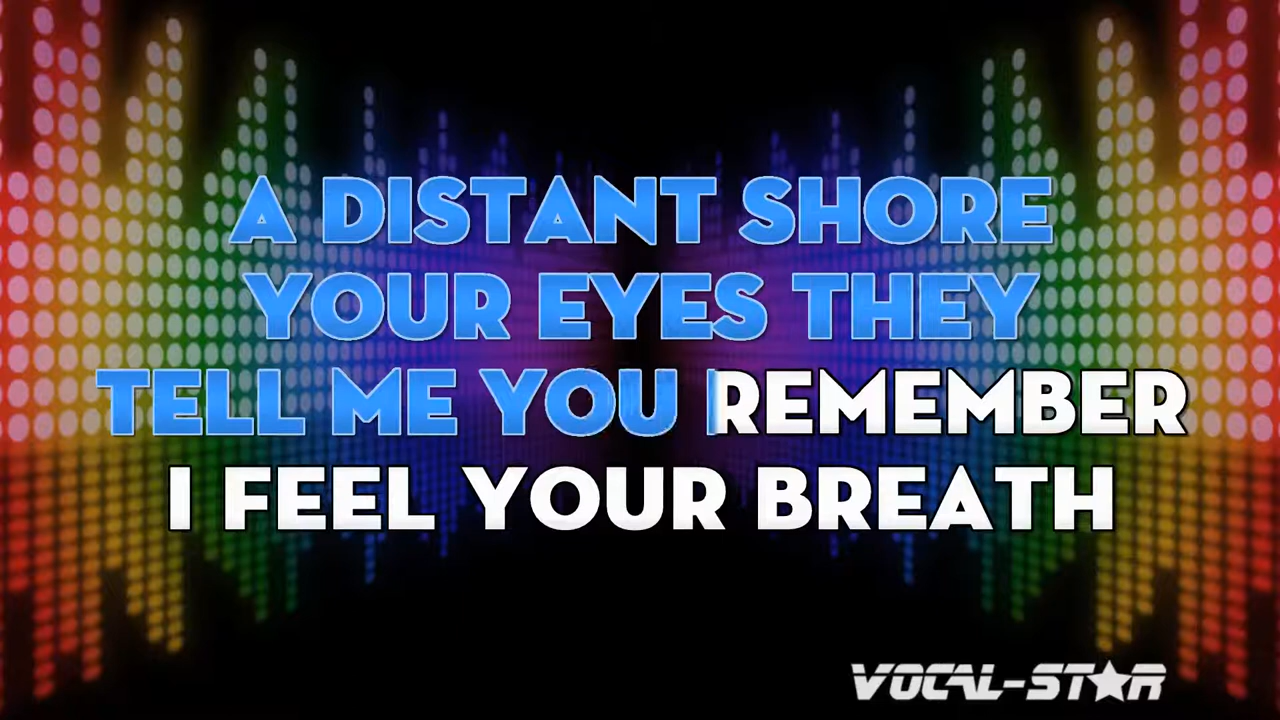 A DISTANT SHORE
YOUR EYES THEY
TELL ME YOU REMEMBER
I FEEL YOUR BREATH
VOCAL-STAR